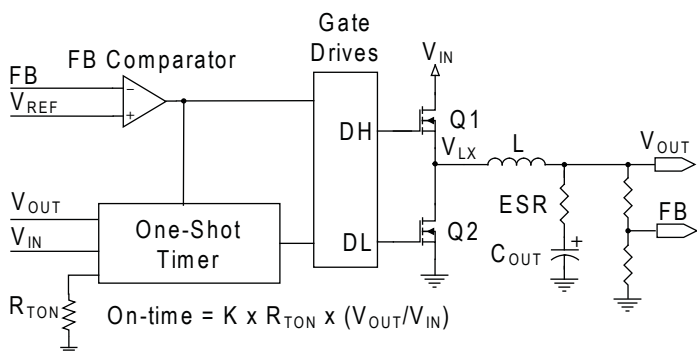 Gate
Drives
FB Comparator
FB
V_REF
−
+
V_IN
DH
Q1
V_LX
L
V_OUT
V_OUT
V_IN
One-Shot
Timer
DL
Q2
ESR
C_OUT
+
FB
R_TON
On-time = K x R_TON x (V_OUT/V_IN)